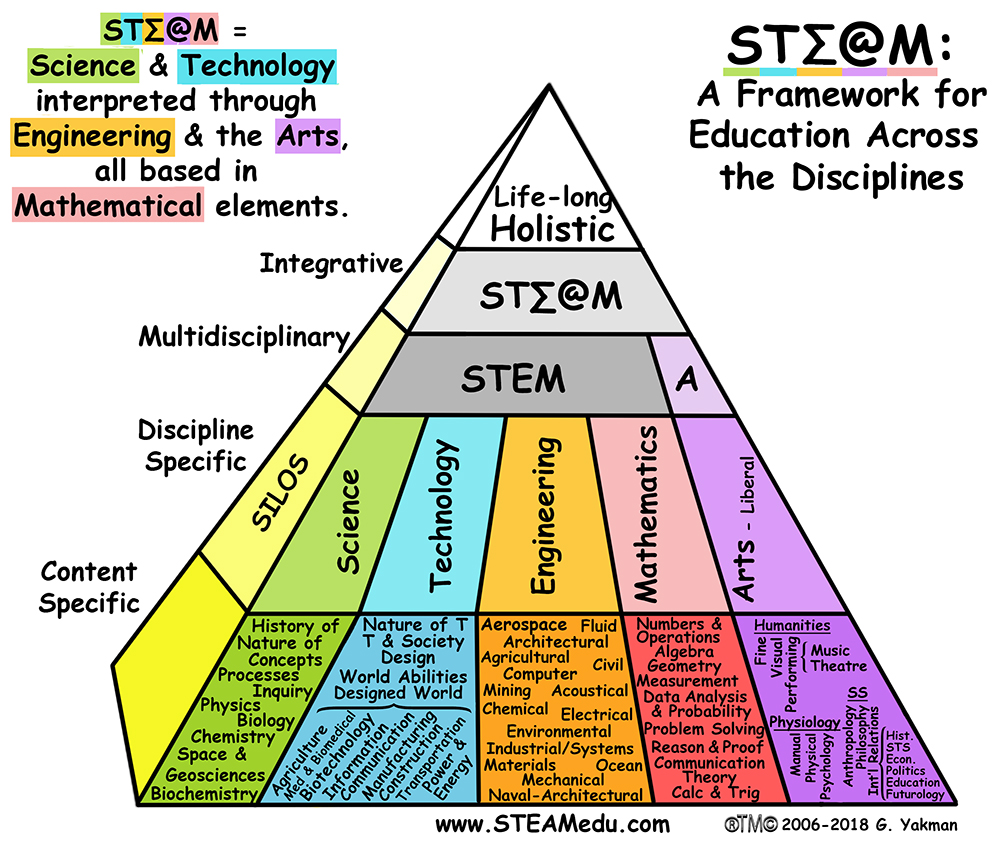 STΣ@M =
Science & Technology
interpreted through
Engineering & the Arts,
all based in
Mathematical elements.
STΣ@M:
A Framework for
Education Across
the Disciplines
Life-long
Holistic
Integrative
STΣ@M
Multidisciplinary
STEM
A
Discipline
Specific
SILOS
Science
Technology
Engineering
Mathematics
Arts - Liberal
Content
Specific
History of
Nature of
Concepts
Processes
Inquiry
Physics
Biology
Chemistry
Space &
Geosciences
Biochemistry
Nature of T
T & Society
Design
World Abilities
Designed World
Agriculture
Med & Biomedical
Biotechnology
Information
Communication
Manufacturing
Construction
Transportation
Power &
Energy
Aerospace Fluid
Architectural
Agricultural Civil
Computer
Mining Acoustical
Chemical Electrical
Environmental
Industrial/Systems
Materials Ocean
Mechanical
Naval-Architectural
Numbers &
Operations
Algebra
Geometry
Measurement
Data Analysis
& Probability
Problem Solving
Reason & Proof
Communication
Theory
Calc & Trig
Humanities
Fine
Visual
Performing
Music
Theatre
Physiology
Manual
Physical
Psychology
SS
Anthropology
Philosophy
Int'l Relations
Hist.
STS
Econ.
Politics
Education
Futurology
www.STEAMedu.com
®TM© 2006-2018 G. Yakman